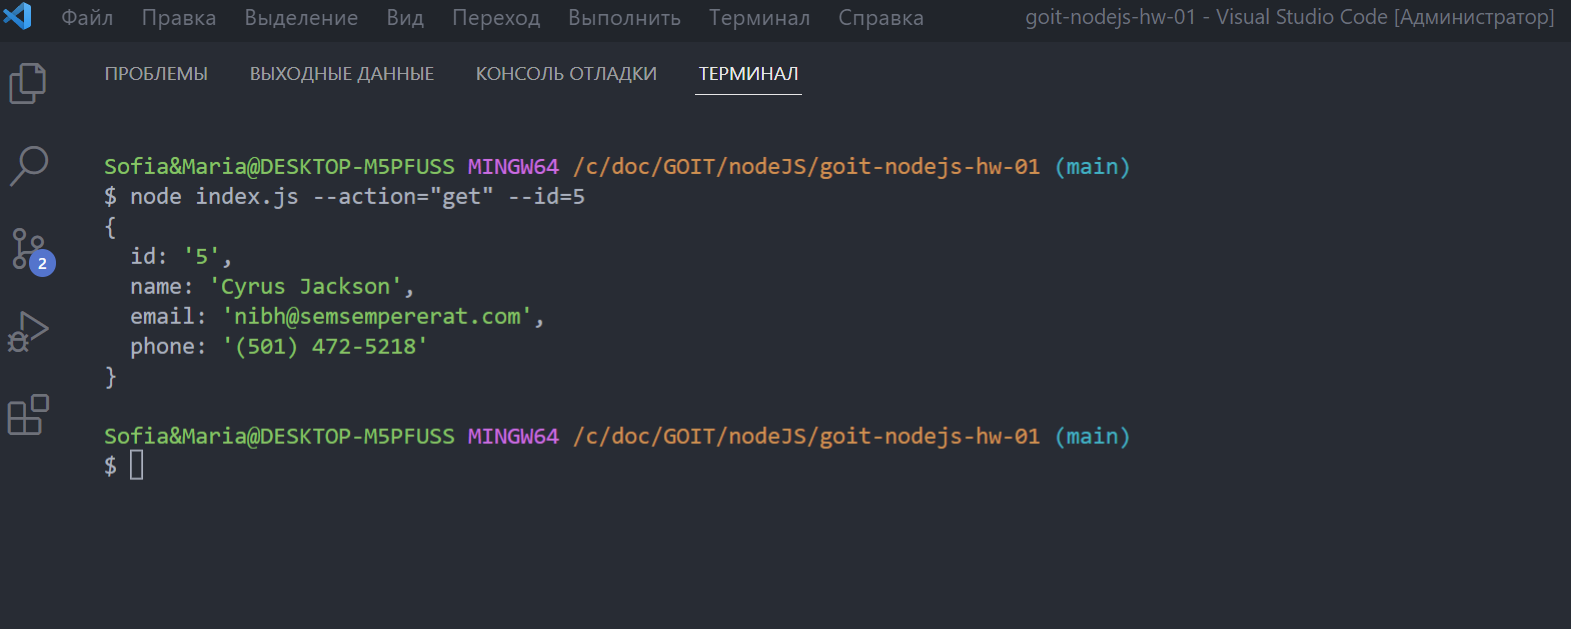 Файл Правка Выделение Вид Переход Выполнить Терминал Справка goit-nodejs-hw-01 - Visual Studio Code [Администратор]
ПРОБЛЕМЫ ВЫХОДНЫЕ ДАННЫЕ КОНСОЛЬ ОТЛАДКИ ТЕРМИНАЛ
Sofia&Maria@DESKTOP-M5PFUSS MINGW64 /c/doc/GOIT/nodeJS/goit-nodejs-hw-01 (main)
$ node index.js --action="get" --id=5
{
  id: '5',
  name: 'Cyrus Jackson',
  email: 'nibh@semsempererat.com',
  phone: '(501) 472-5218'
}
Sofia&Maria@DESKTOP-M5PFUSS MINGW64 /c/doc/GOIT/nodeJS/goit-nodejs-hw-01 (main)
$
2